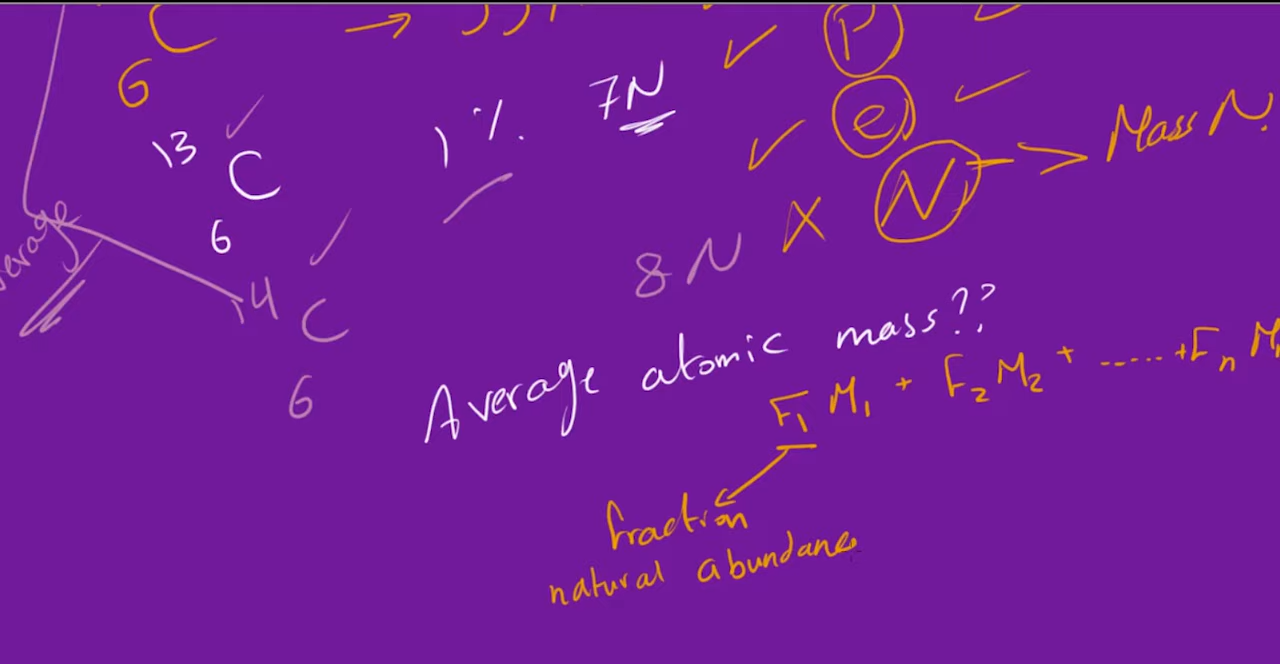 C →
6
P
13 C 1% 7N
6
e
N → Mass N.
8N X
14 C
6
Average atomic mass??
F1 M1 + F2 M2 + ...... + Fn M
fraction
natural abundance